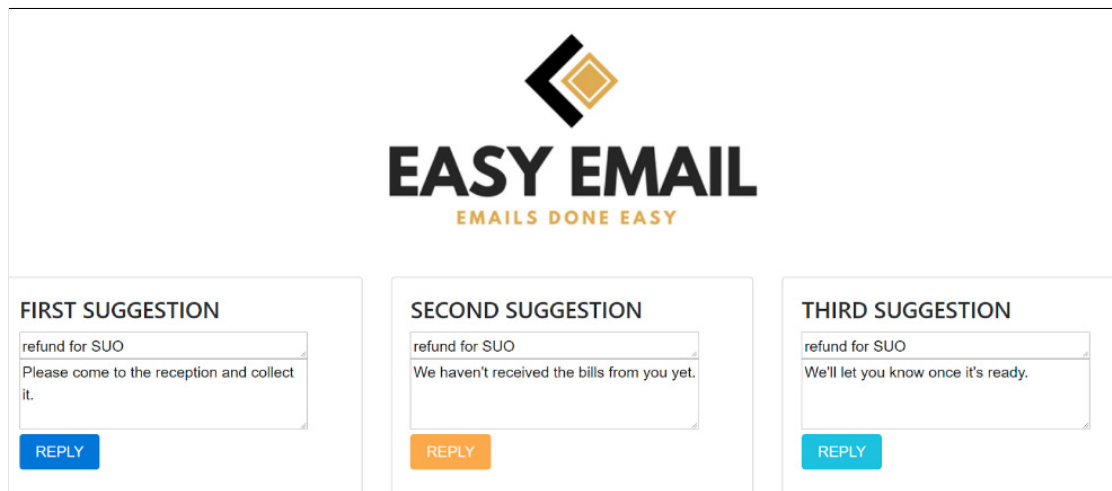 EASY EMAIL
EMAILS DONE EASY
FIRST SUGGESTION
refund for SUO
Please come to the reception and collect
it.
REPLY
SECOND SUGGESTION
refund for SUO
We haven't received the bills from you yet.
REPLY
THIRD SUGGESTION
refund for SUO
We'll let you know once it's ready.
REPLY